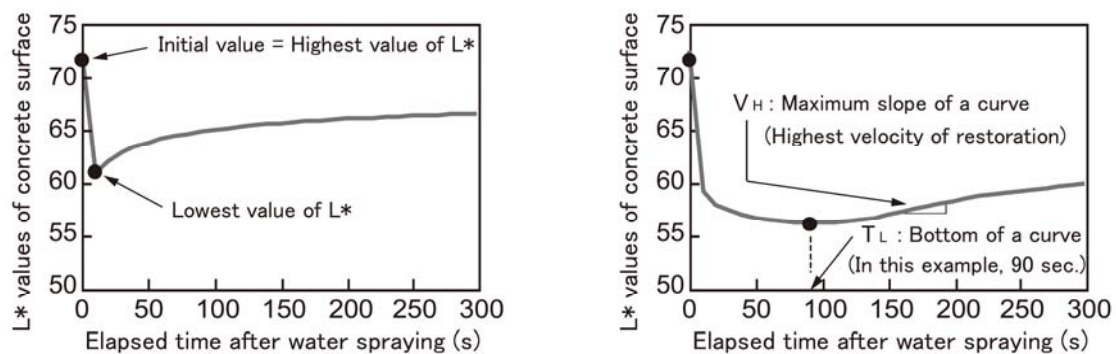 L* values of concrete surface
75
70
65
60
55
50
Initial value = Highest value of L*
Lowest value of L*
0 50 100 150 200 250 300
Elapsed time after water spraying (s)
L* values of concrete surface
75
70
65
60
55
50
VH : Maximum slope of a curve
(Highest velocity of restoration)
TL : Bottom of a curve
(In this example, 90 sec.)
0 50 100 150 200 250 300
Elapsed time after water spraying (s)